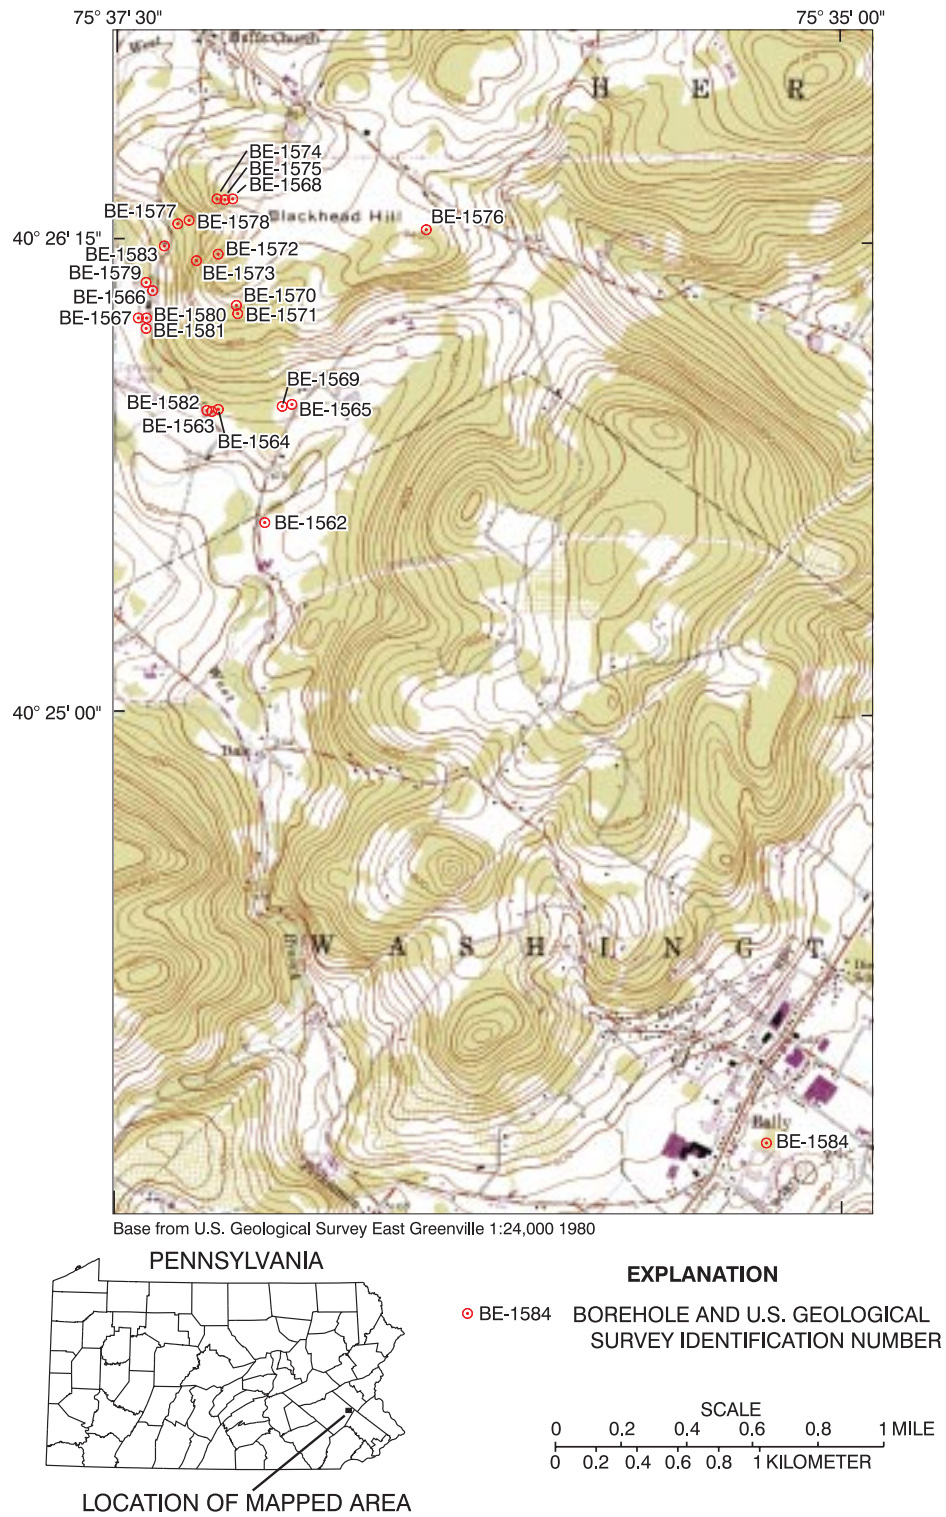 75° 37' 30"
75° 35' 00"
West
Church
H E R
BE-1574
BE-1575
BE-1568
BE-1577
BE-1578
Blackhead Hill
BE-1576
40° 26' 15"
BE-1583
BE-1572
BE-1579
BE-1573
BE-1566
BE-1570
BE-1567
BE-1580
BE-1571
BE-1581
BE-1569
BE-1582
BE-1565
BE-1563
BE-1564
BE-1562
West
40° 25' 00"
Dale
Branch
W A S H I N G T
Bally
BE-1584
Base from U.S. Geological Survey East Greenville 1:24,000 1980
PENNSYLVANIA
LOCATION OF MAPPED AREA
EXPLANATION
BE-1584 BOREHOLE AND U.S. GEOLOGICAL
SURVEY IDENTIFICATION NUMBER
SCALE
0 0.2 0.4 0.6 0.8 1 MILE
0 0.2 0.4 0.6 0.8 1 KILOMETER